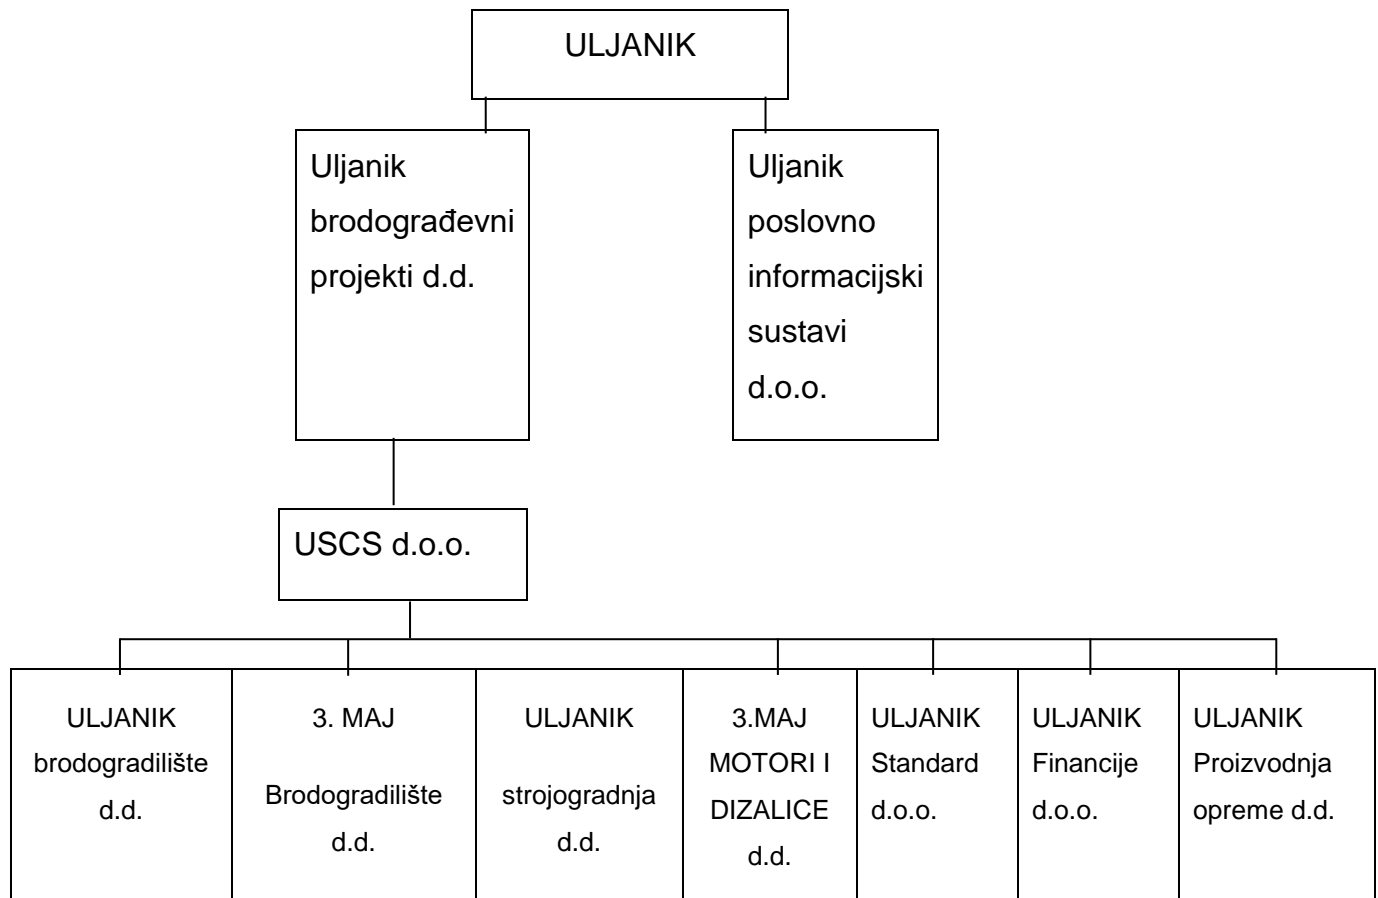 ULJANIK
Uljanik
brodograđevni
projekti d.d.
Uljanik
poslovno
informacijski
sustavi
d.o.o.
USCS d.o.o.
ULJANIK
brodogradilište
d.d.
3. MAJ
Brodogradilište
d.d.
ULJANIK
strojogradnja
d.d.
3.MAJ
MOTORI I
DIZALICE
d.d.
ULJANIK
Standard
d.o.o.
ULJANIK
Financije
d.o.o.
ULJANIK
Proizvodnja
opreme d.d.